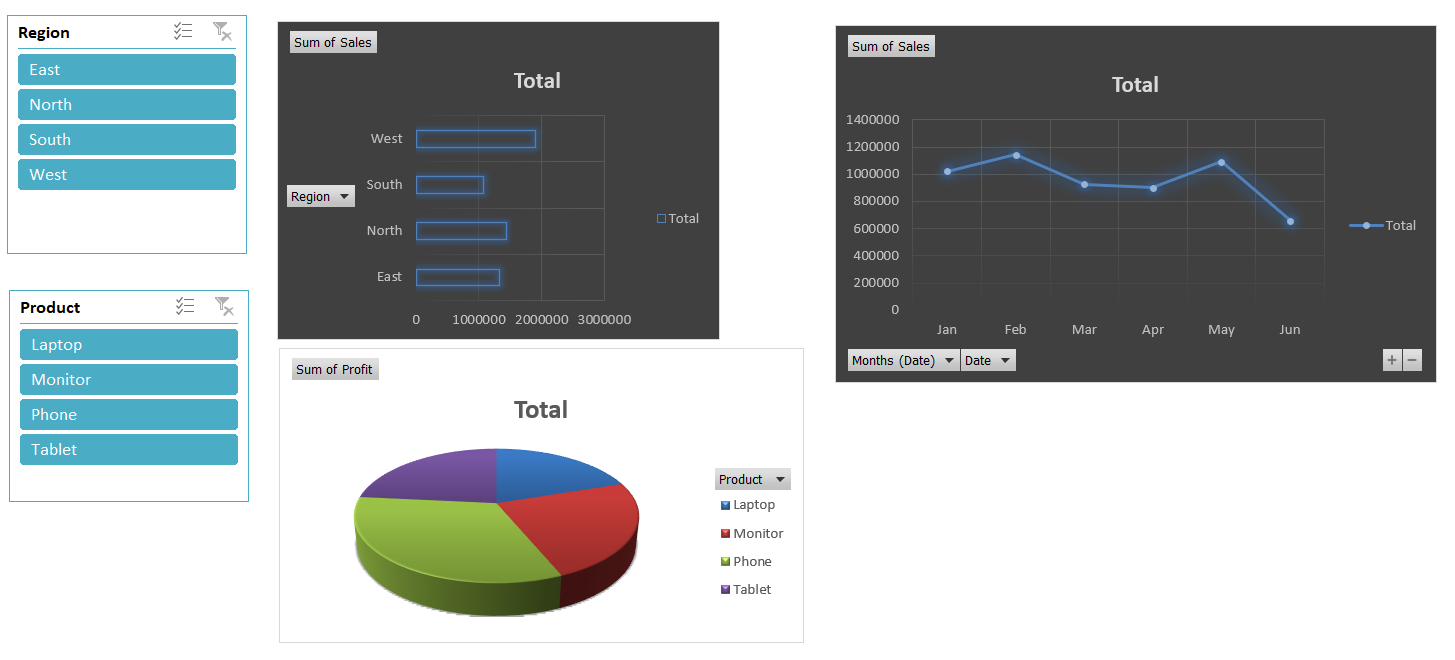 Region
East
North
South
West
Product
Laptop
Monitor
Phone
Tablet
Sum of Sales
Total
West
South
North
East
Region
Total
0 1000000 2000000 3000000
Sum of Profit
Total
Product
Laptop
Monitor
Phone
Tablet
Sum of Sales
Total
1400000
1200000
1000000
800000
600000
400000
200000
0
Jan Feb Mar Apr May Jun
Total
Months (Date) Date
+ −